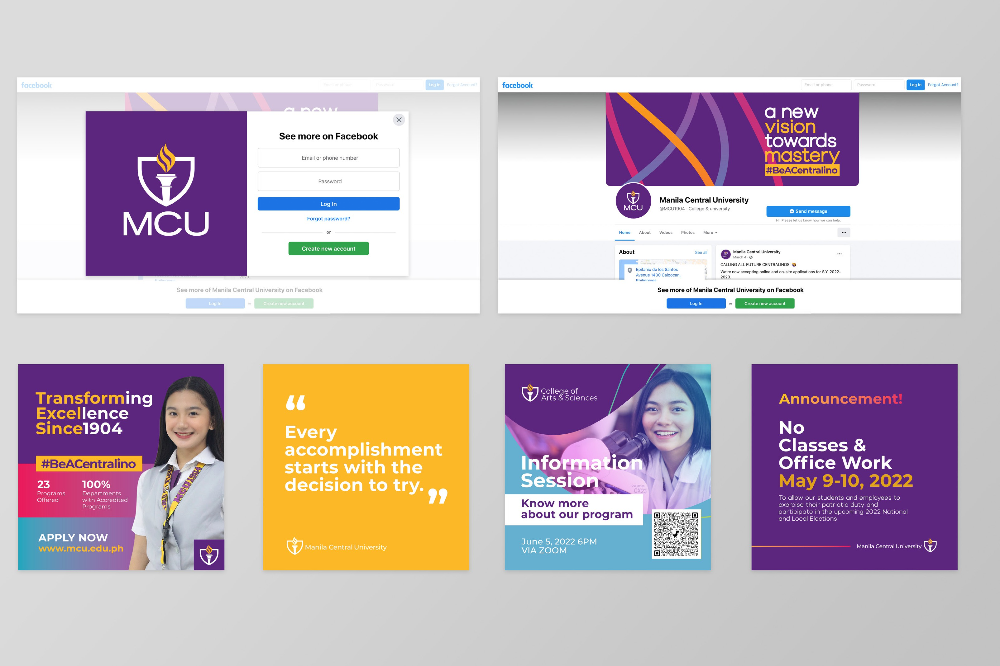 facebook
Email or phone
Password
Log In
Forgot Account?
a new
MCU
See more on Facebook
Email or phone number
Password
Log In
Forgot password?
or
Create new account
2023.
Philippines
See more of Manila Central University on Facebook
Log In
or
Create new account
facebook
Email or phone
Password
Log In
Forgot Account?
a new
vision
towards
mastery
#BeACentralino
MCU
Manila Central University
@MCU1904 · College & university
Send message
Hi! Please let us know how we can help.
Home
About
Videos
Photos
More
About
See all
Epifanio de los Santos
Avenue 1400 Caloocan,
Philippines
MCU
Manila Central University
March 4 ·
CALLING ALL FUTURE CENTRALINOS!
We're now accepting online and on-site applications for S.Y. 2022-
2023.
See more of Manila Central University on Facebook
Log In
or
Create new account
Transforming
Excellence
Since1904
#BeACentralino
23
Programs
Offered
100%
Departments
with Accredited
Programs
APPLY NOW
www.mcu.edu.ph
MCU 1904
“
Every
accomplishment
starts with the
decision to try.
”
Manila Central University
College of
Arts & Sciences
Information
Session
OLYMPUS
CX23
Know more
about our program
June 5, 2022 6PM
VIA ZOOM
Announcement!
No
Classes &
Office Work
May 9-10, 2022
To allow our students and employees to
exercise their patriotic duty and
participate in the upcoming 2022 National
and Local Elections
Manila Central University